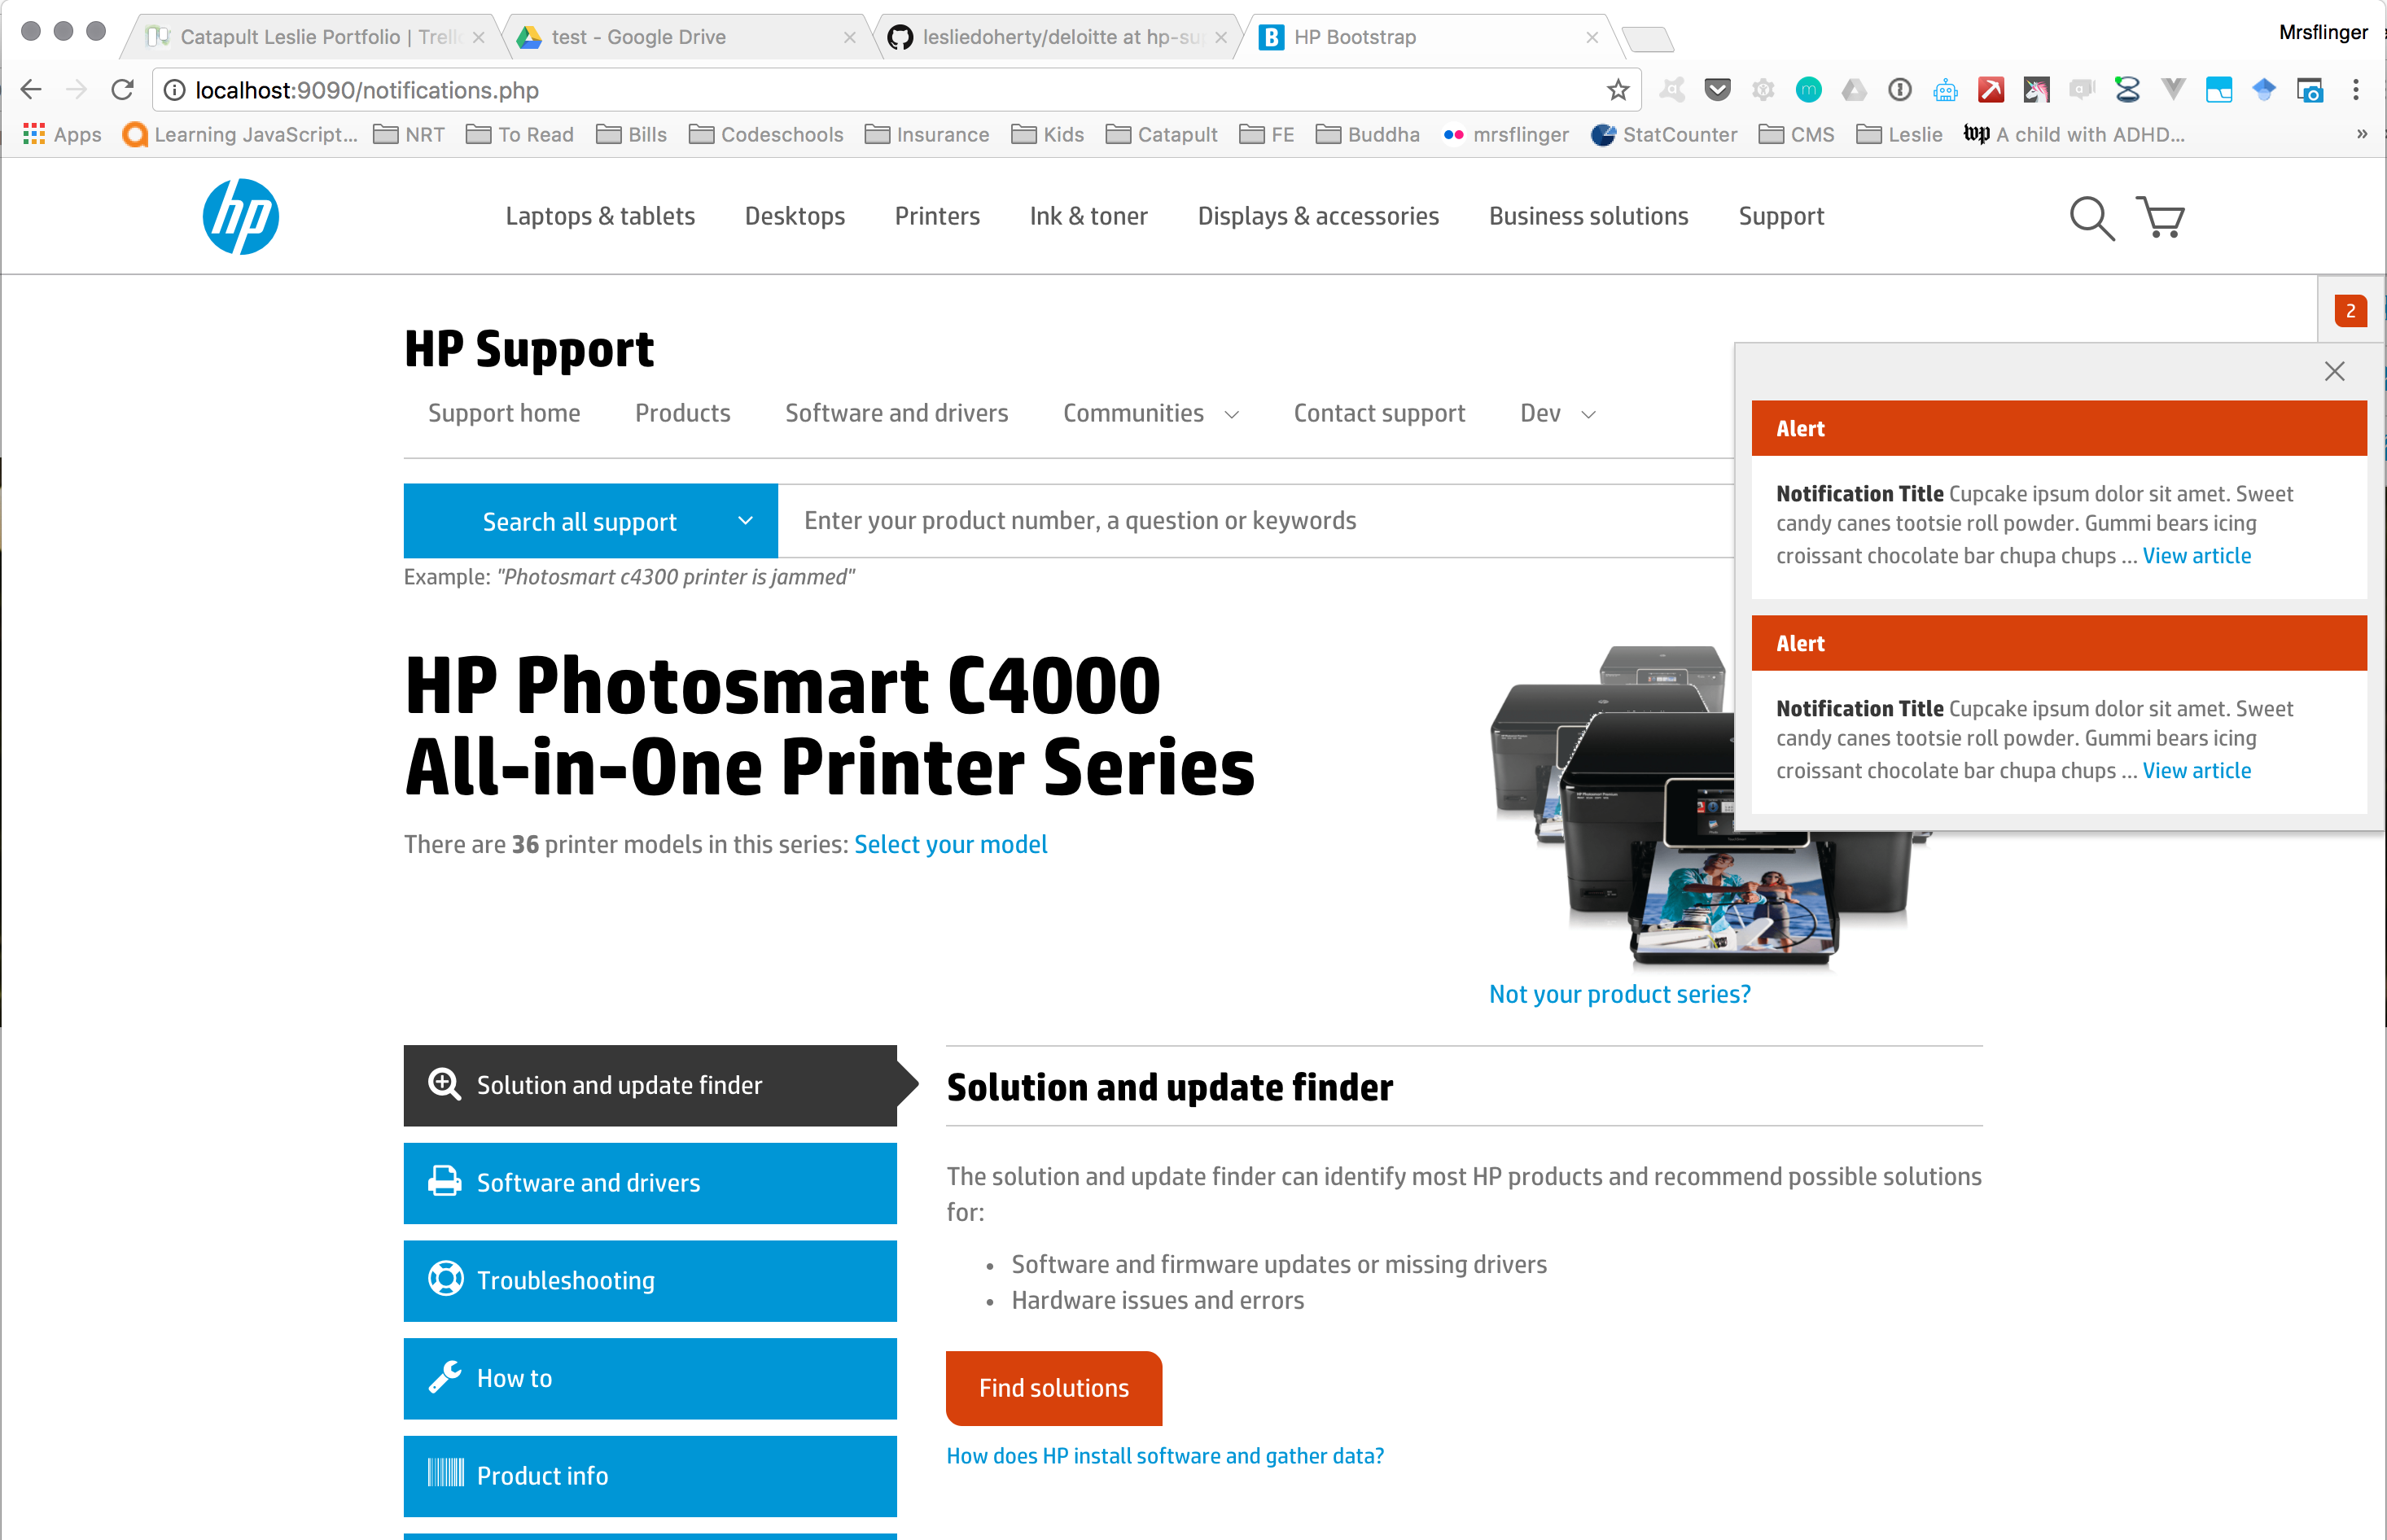 Catapult Leslie Portfolio | Trell
test - Google Drive
lesliedoherty/deloitte at hp-su
HP Bootstrap
Mrsflinger
localhost:9090/notifications.php
Apps
Learning JavaScript...
NRT
To Read
Bills
Codeschools
Insurance
Kids
Catapult
FE
Buddha
mrsflinger
StatCounter
CMS
Leslie
wp A child with ADHD...
»
hp
Laptops & tablets
Desktops
Printers
Ink & toner
Displays & accessories
Business solutions
Support
2
HP Support
Support home
Products
Software and drivers
Communities
Contact support
Dev
Search all support
Enter your product number, a question or keywords
Example: "Photosmart c4300 printer is jammed"
Alert
Notification Title Cupcake ipsum dolor sit amet. Sweet
candy canes tootsie roll powder. Gummi bears icing
croissant chocolate bar chupa chups ... View article
Alert
Notification Title Cupcake ipsum dolor sit amet. Sweet
candy canes tootsie roll powder. Gummi bears icing
croissant chocolate bar chupa chups ... View article
HP Photosmart C4000
All-in-One Printer Series
There are 36 printer models in this series: Select your model
Not your product series?
Solution and update finder
Software and drivers
Troubleshooting
How to
Product info
Solution and update finder
The solution and update finder can identify most HP products and recommend possible solutions
for:
• Software and firmware updates or missing drivers
• Hardware issues and errors
Find solutions
How does HP install software and gather data?